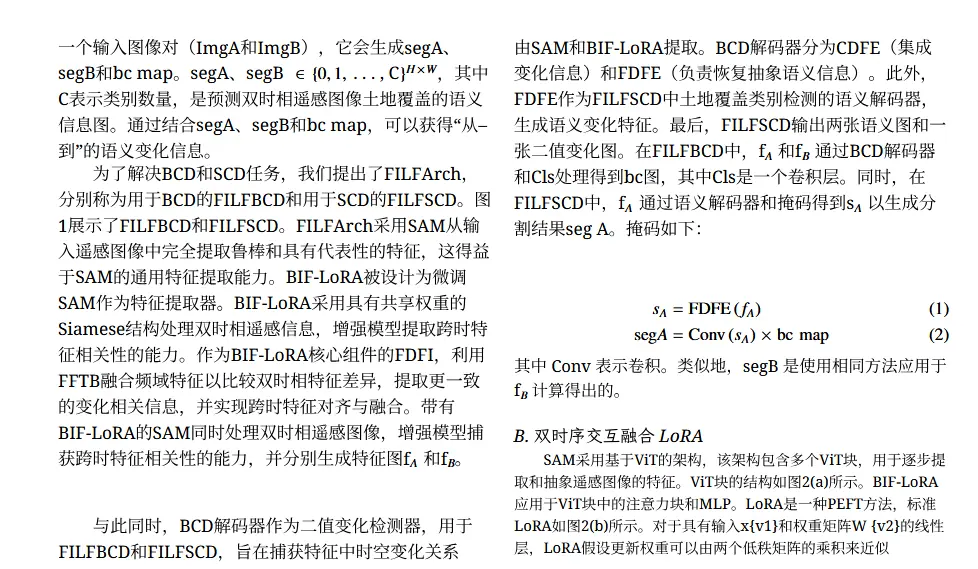 一个输入图像对（ImgA和ImgB），它会生成segA、
segB和bc map。segA、segB ∈ {0, 1, . . . , C}^{H×W}，其中
C表示类别数量，是预测双时相遥感图像土地覆盖的语义
信息图。通过结合segA、segB和bc map，可以获得“从–
到”的语义变化信息。
为了解决BCD和SCD任务，我们提出了FILFArch，
分别称为用于BCD的FILFBCD和用于SCD的FILFSCD。图
1展示了FILFBCD和FILFSCD。FILFArch采用SAM从输
入遥感图像中完全提取鲁棒和具有代表性的特征，这得益
于SAM的通用特征提取能力。BIF-LoRA被设计为微调
SAM作为特征提取器。BIF-LoRA采用具有共享权重的
Siamese结构处理双时相遥感信息，增强模型提取跨时特
征相关性的能力。作为BIF-LoRA核心组件的FDFI，利用
FFTB融合频域特征以比较双时相特征差异，提取更一致
的变化相关信息，并实现跨时特征对齐与融合。带有
BIF-LoRA的SAM同时处理双时相遥感图像，增强模型捕
获跨时特征相关性的能力，并分别生成特征图f_A 和f_B。
与此同时，BCD解码器作为二值变化检测器，用于
FILFBCD和FILFSCD，旨在捕获特征中时空变化关系
由SAM和BIF-LoRA提取。BCD解码器分为CDFE（集成
变化信息）和FDFE（负责恢复抽象语义信息）。此外，
FDFE作为FILFSCD中土地覆盖类别检测的语义解码器，
生成语义变化特征。最后，FILFSCD输出两张语义图和一
张二值变化图。在FILFBCD中，f_A 和f_B 通过BCD解码器
和Cls处理得到bc图，其中Cls是一个卷积层。同时，在
FILFSCD中，f_A 通过语义解码器和掩码得到s_A 以生成分
割结果seg A。掩码如下：
s_A = FDFE (f_A) (1)
segA = Conv (s_A) × bc map (2)
其中 Conv 表示卷积。类似地，segB 是使用相同方法应用于
f_B 计算得出的。
B. 双时序交互融合 LoRA
SAM采用基于ViT的架构，该架构包含多个ViT块，用于逐步提
取和抽象遥感图像的特征。ViT块的结构如图2(a)所示。BIF-LoRA
应用于ViT块中的注意力块和MLP。LoRA是一种PEFT方法，标准
LoRA如图2(b)所示。对于具有输入x{v1}和权重矩阵W {v2}的线性
层，LoRA假设更新权重可以由两个低秩矩阵的乘积来近似